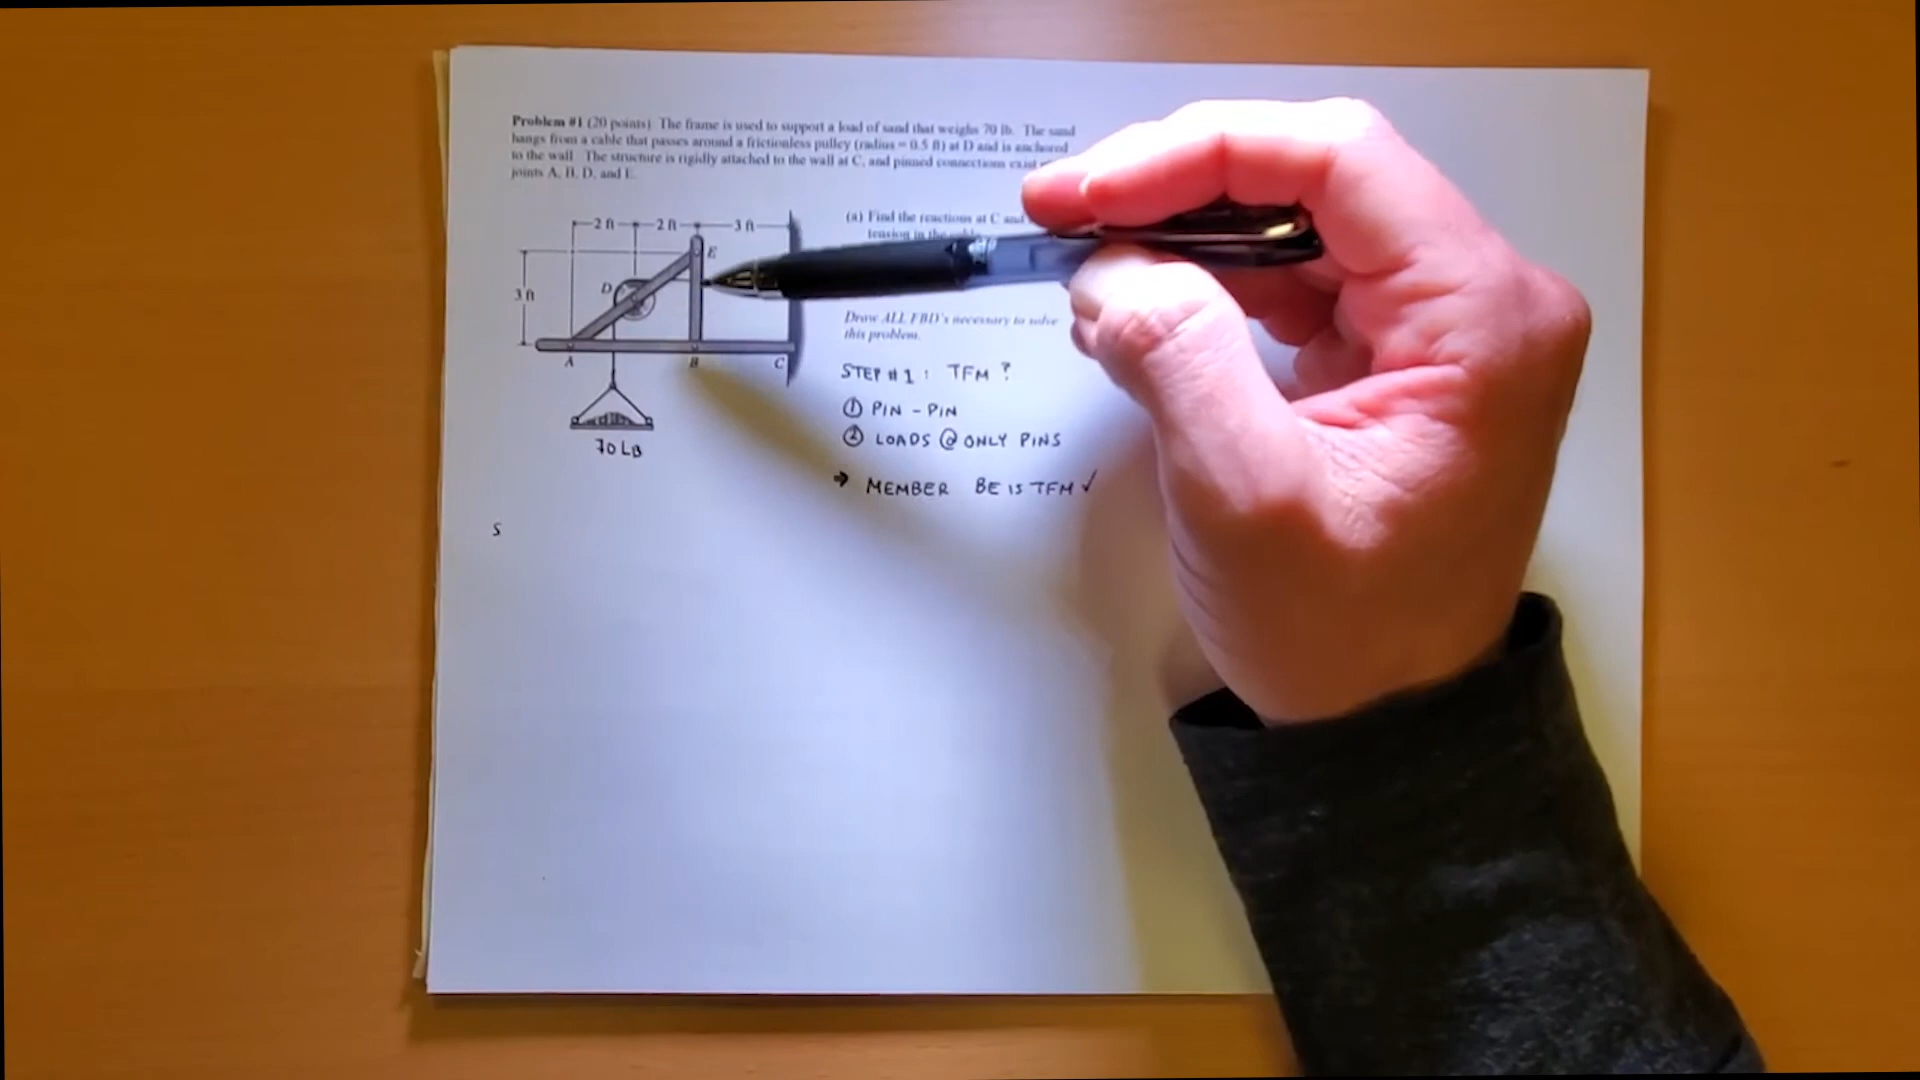 Problem #1 (20 points) The frame is used to support a load of sand that weighs 70 lb. The sand
hangs from a cable that passes around a frictionless pulley (radius = 0.5 ft) at D and is anchored
to the wall. The structure is rigidly attached to the wall at C, and pinned connections exist
joints A, B, D, and E.
(a) Find the reactions at C and
tension in the
2 ft 2 ft 3 ft
E
3 ft
D
A B C
70 LB
Draw ALL FBD's necessary to solve
this problem.
STEP #1: TFM?
① PIN - PIN
② LOADS @ ONLY PINS
→ MEMBER BE IS TFM ✓
S